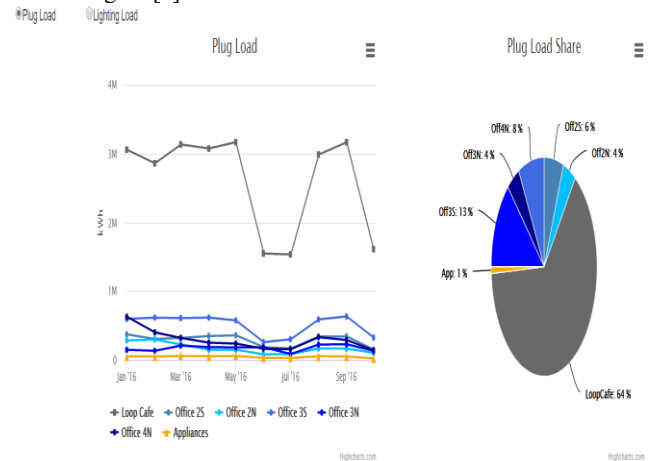 Plug Load Lighting Load
Plug Load
4M
3M
2M
1M
0
kWh
Jan '16 Mar '16 May '16 Jul '16 Sep '16
Loop Cafe Office 2S Office 2N Office 3S Office 3N
Office 4N Appliances
Highcharts.com
Plug Load Share
Off4N: 8 %
Off2S: 6 %
Off3N: 4 %
Off2N: 4 %
Off3S: 13 %
App: 1 %
LoopCafe: 64 %
Highcharts.com